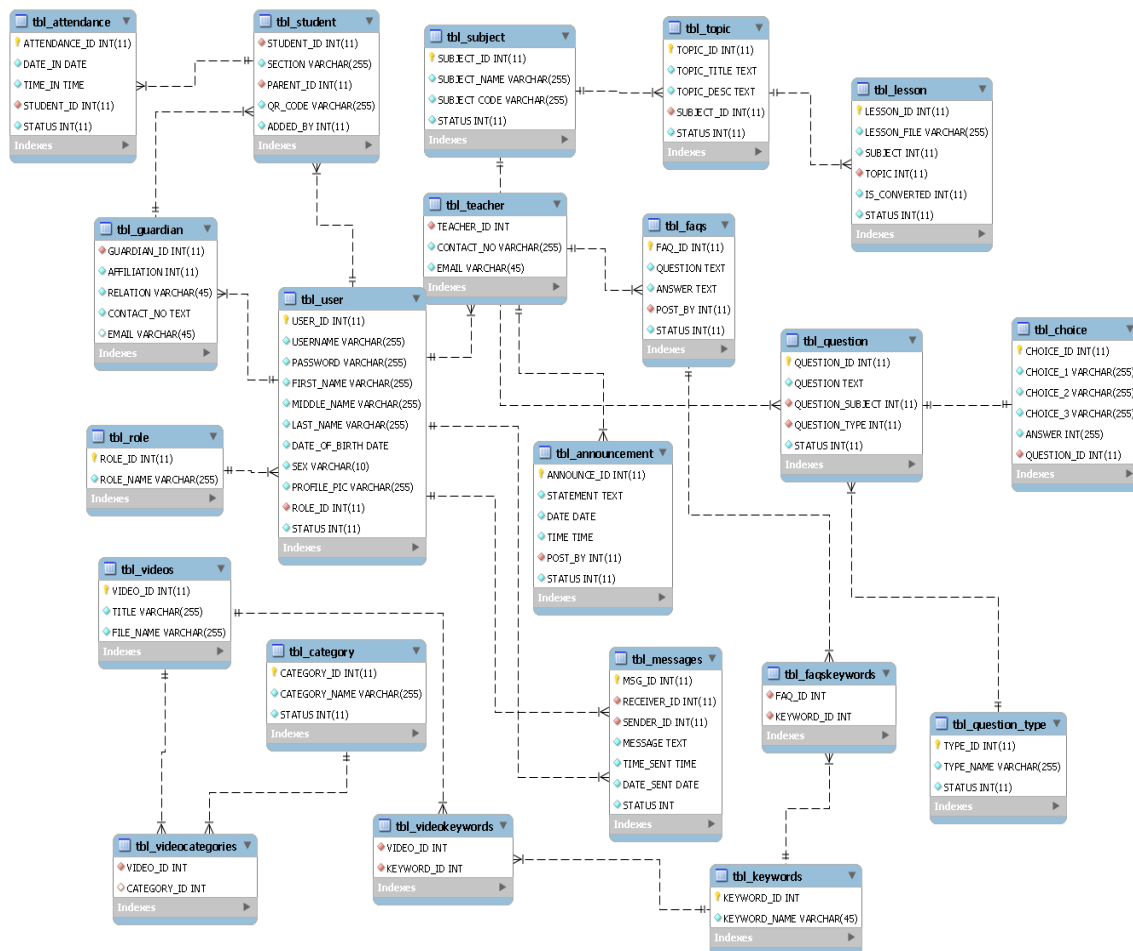 tbl_attendance
ATTENDANCE_ID INT(11)
DATE_IN DATE
TIME_IN TIME
STUDENT_ID INT(11)
STATUS INT(11)
Indexes
tbl_student
STUDENT_ID INT(11)
SECTION VARCHAR(255)
PARENT_ID INT(11)
QR_CODE VARCHAR(255)
ADDED_BY INT(11)
Indexes
tbl_subject
SUBJECT_ID INT(11)
SUBJECT_NAME VARCHAR(255)
SUBJECT CODE VARCHAR(255)
STATUS INT(11)
Indexes
tbl_topic
TOPIC_ID INT(11)
TOPIC_TITLE TEXT
TOPIC_DESC TEXT
SUBJECT_ID INT(11)
STATUS INT(11)
Indexes
tbl_lesson
LESSON_ID INT(11)
LESSON_FILE VARCHAR(255)
SUBJECT INT(11)
TOPIC INT(11)
IS_CONVERTED INT(11)
STATUS INT(11)
Indexes
tbl_guardian
GUARDIAN_ID INT(11)
AFFILIATION INT(11)
RELATION VARCHAR(45)
CONTACT_NO TEXT
EMAIL VARCHAR(45)
Indexes
tbl_teacher
TEACHER_ID INT
CONTACT_NO VARCHAR(255)
EMAIL VARCHAR(45)
Indexes
tbl_faqs
FAQ_ID INT(11)
QUESTION TEXT
ANSWER TEXT
POST_BY INT(11)
STATUS INT(11)
Indexes
tbl_user
USER_ID INT(11)
USERNAME VARCHAR(255)
PASSWORD VARCHAR(255)
FIRST_NAME VARCHAR(255)
MIDDLE_NAME VARCHAR(255)
LAST_NAME VARCHAR(255)
DATE_OF_BIRTH DATE
SEX VARCHAR(10)
PROFILE_PIC VARCHAR(255)
ROLE_ID INT(11)
STATUS INT(11)
Indexes
tbl_question
QUESTION_ID INT(11)
QUESTION TEXT
QUESTION_SUBJECT INT(11)
QUESTION_TYPE INT(11)
STATUS INT(11)
Indexes
tbl_choice
CHOICE_ID INT(11)
CHOICE_1 VARCHAR(255)
CHOICE_2 VARCHAR(255)
CHOICE_3 VARCHAR(255)
ANSWER INT(255)
QUESTION_ID INT(11)
Indexes
tbl_role
ROLE_ID INT(11)
ROLE_NAME VARCHAR(255)
Indexes
tbl_announcement
ANNOUNCE_ID INT(11)
STATEMENT TEXT
DATE DATE
TIME TIME
POST_BY INT(11)
STATUS INT(11)
Indexes
tbl_videos
VIDEO_ID INT(11)
TITLE VARCHAR(255)
FILE_NAME VARCHAR(255)
Indexes
tbl_category
CATEGORY_ID INT(11)
CATEGORY_NAME VARCHAR(255)
STATUS INT(11)
Indexes
tbl_messages
MSG_ID INT(11)
RECEIVER_ID INT(11)
SENDER_ID INT(11)
MESSAGE TEXT
TIME_SENT TIME
DATE_SENT DATE
STATUS INT
Indexes
tbl_faqskeywords
FAQ_ID INT
KEYWORD_ID INT
Indexes
tbl_question_type
TYPE_ID INT(11)
TYPE_NAME VARCHAR(255)
STATUS INT(11)
Indexes
tbl_videocategories
VIDEO_ID INT
CATEGORY_ID INT
Indexes
tbl_videokeywords
VIDEO_ID INT
KEYWORD_ID INT
Indexes
tbl_keywords
KEYWORD_ID INT
KEYWORD_NAME VARCHAR(45)
Indexes